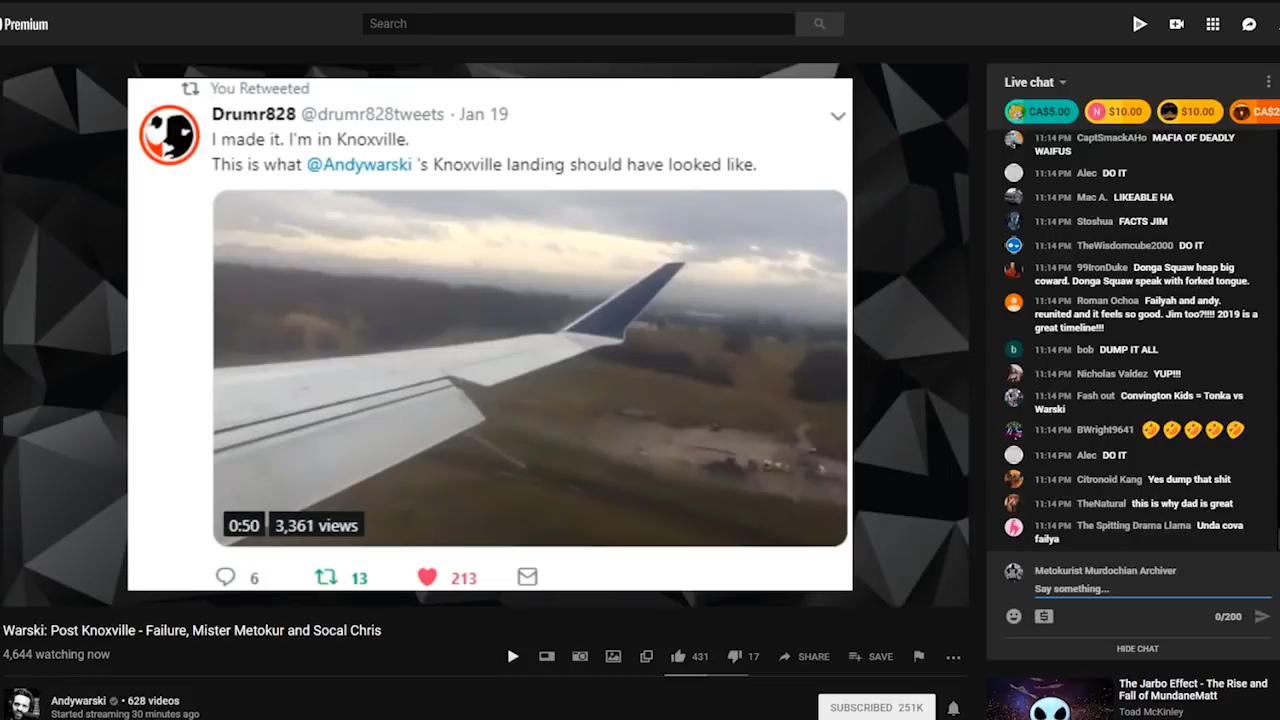 Premium
Search
You Retweeted
Drumr828 @drumr828tweets · Jan 19
I made it. I'm in Knoxville.
This is what @Andywarski 's Knoxville landing should have looked like.
0:50 3,361 views
6 13 213
Warski: Post Knoxville - Failure, Mister Metokur and Socal Chris
4,644 watching now
431 17 SHARE SAVE
Andywarski • 628 videos
Started streaming 30 minutes ago
SUBSCRIBED 251K
Live chat
CA$5.00 N $10.00 $10.00 CA$2
11:14 PM CaptSmackAHo MAFIA OF DEADLY
WAIFUS
11:14 PM Alec DO IT
11:14 PM Mac A. LIKEABLE HA
11:14 PM Stoshua FACTS JIM
11:14 PM TheWisdomcube2000 DO IT
11:14 PM 99IronDuke Donga Squaw heap big
coward. Donga Squaw speak with forked tongue.
11:14 PM Roman Ochoa Failyah and andy.
reunited and it feels so good. Jim too?!!!! 2019 is a
great timeline!!!
b 11:14 PM bob DUMP IT ALL
11:14 PM Nicholas Valdez YUP!!!
11:14 PM Fash out Convington Kids = Tonka vs
Warski
11:14 PM BWright9641
11:14 PM Alec DO IT
11:14 PM Citronoid Kang Yes dump that shit
11:14 PM TheNatural this is why dad is great
11:14 PM The Spitting Drama Llama Unda cova
failya
Metokurist Murdochian Archiver
Say something...
0/200
HIDE CHAT
The Jarbo Effect - The Rise and
Fall of MundaneMatt
Toad McKinley